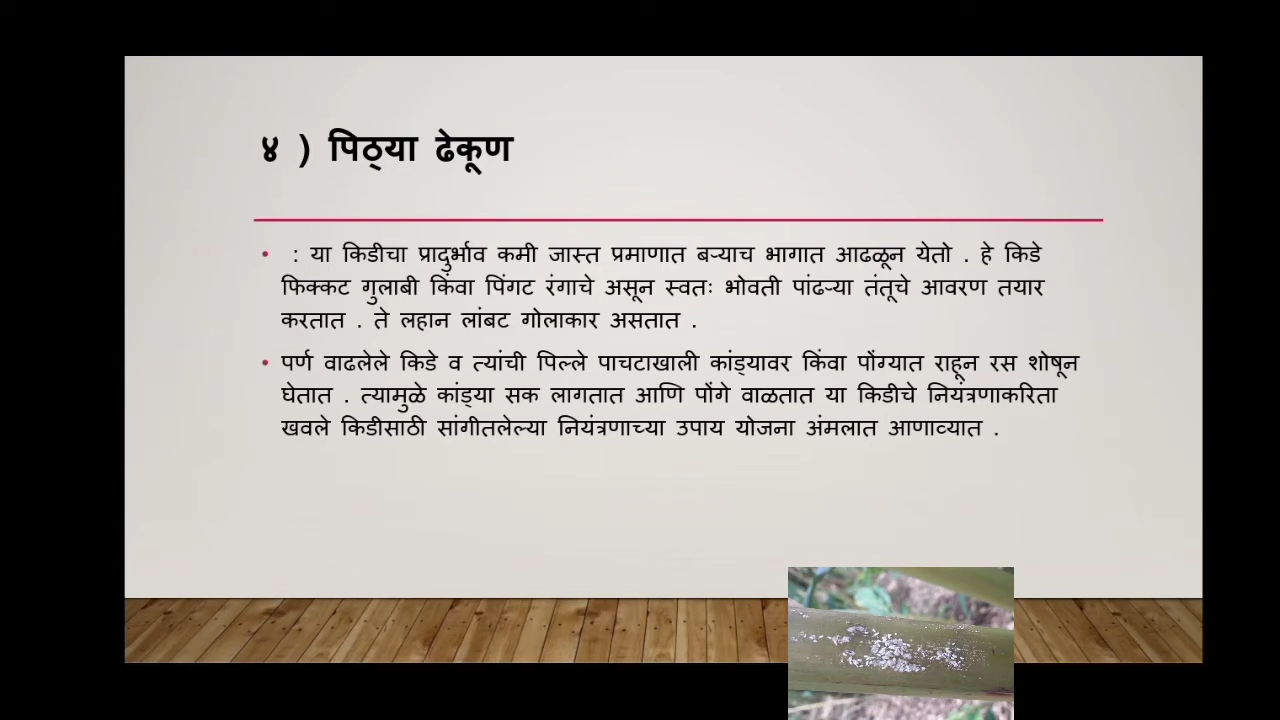 ४ ) पिठ्या ढेकूण
• : या किडीचा प्रादुर्भाव कमी जास्त प्रमाणात बऱ्याच भागात आढळून येतो . हे किडे
फिक्कट गुलाबी किंवा पिंगट रंगाचे असून स्वतः भोवती पांढऱ्या तंतूचे आवरण तयार
करतात . ते लहान लांबट गोलाकार असतात .
• पर्ण वाढलेले किडे व त्यांची पिल्ले पाचटाखाली कांड्यावर किंवा पोंग्यात राहून रस शोषून
घेतात . त्यामुळे कांड्या सक लागतात आणि पोंगे वाळतात या किडीचे नियंत्रणाकरिता
खवले किडीसाठी सांगीतलेल्या नियंत्रणाच्या उपाय योजना अंमलात आणाव्यात .